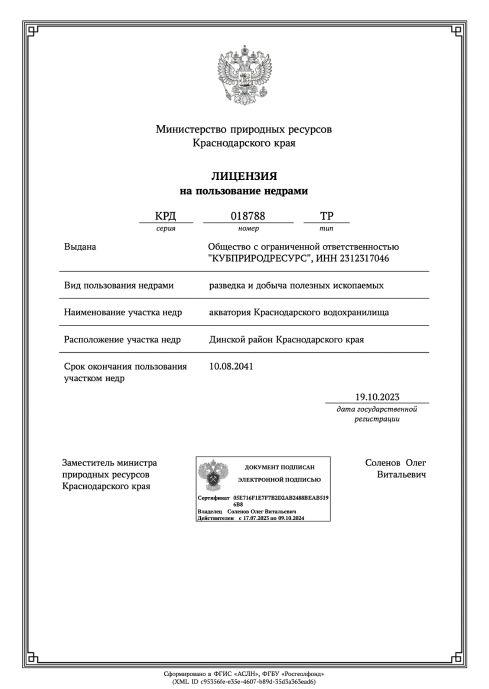 Министерство природных ресурсов
Краснодарского края
ЛИЦЕНЗИЯ
на пользование недрами
КРД 018788 ТР
серия номер тип
Выдана Общество с ограниченной ответственностью
"КУБПРИРОДРЕСУРС", ИНН 2312317046
Вид пользования недрами разведка и добыча полезных ископаемых
Наименование участка недр акватория Краснодарского водохранилища
Расположение участка недр Динской район Краснодарского края
Срок окончания пользования 10.08.2041
участком недр
19.10.2023
дата государственной
регистрации
Заместитель министра
природных ресурсов
Краснодарского края
ДОКУМЕНТ ПОДПИСАН
ЭЛЕКТРОННОЙ ПОДПИСЬЮ
Сертификат 05E716F1E7F7B2D2AB2488BEAB519
6B8
Владелец Соленов Олег Витальевич
Действителен с 17.07.2023 по 09.10.2024
Соленов Олег
Витальевич
Сформировано в ФГИС «АСЛН», ФГБУ «Росгеолфонд»
(XML ID c95356fe-e35e-4607-b89d-35d3a363ead6)